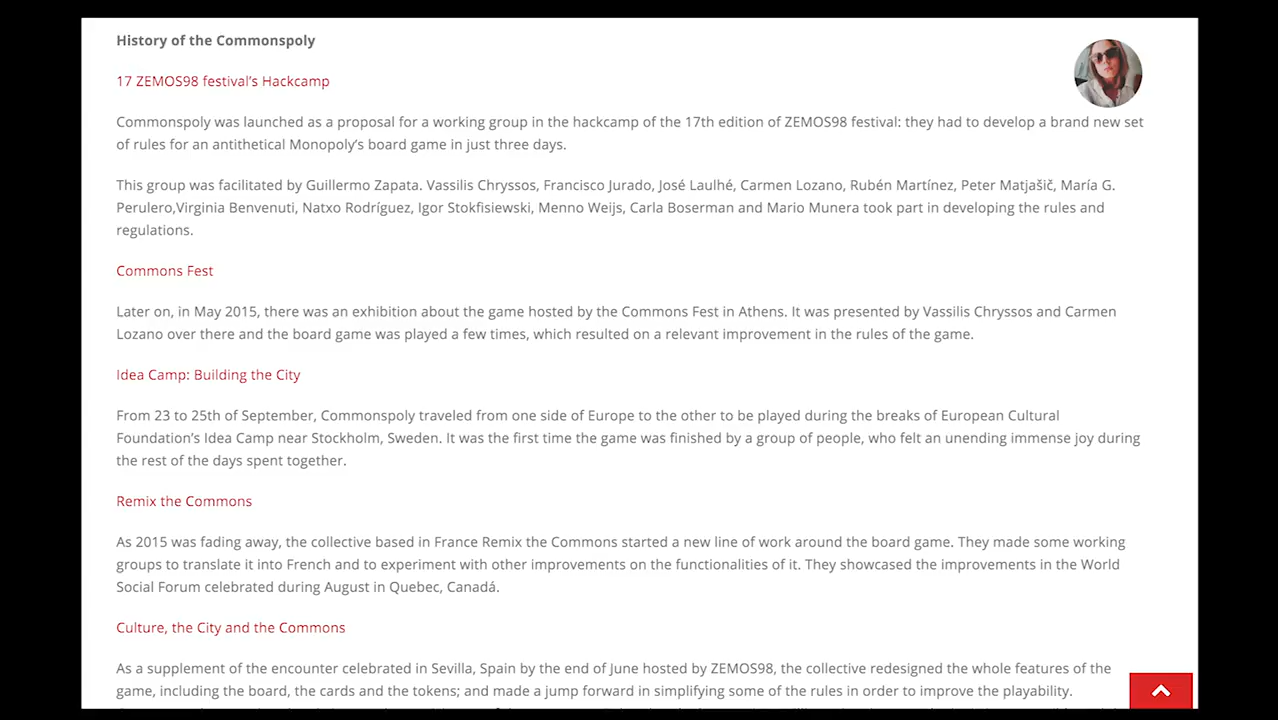 History of the Commonspoly
17 ZEMOS98 festival's Hackcamp
Commonspoly was launched as a proposal for a working group in the hackcamp of the 17th edition of ZEMOS98 festival: they had to develop a brand new set
of rules for an antithetical Monopoly's board game in just three days.
This group was facilitated by Guillermo Zapata. Vassilis Chryssos, Francisco Jurado, José Laulhé, Carmen Lozano, Rubén Martínez, Peter Matjašič, María G.
Perulero,Virginia Benvenuti, Natxo Rodríguez, Igor Stokfisiewski, Menno Weijs, Carla Boserman and Mario Munera took part in developing the rules and
regulations.
Commons Fest
Later on, in May 2015, there was an exhibition about the game hosted by the Commons Fest in Athens. It was presented by Vassilis Chryssos and Carmen
Lozano over there and the board game was played a few times, which resulted on a relevant improvement in the rules of the game.
Idea Camp: Building the City
From 23 to 25th of September, Commonspoly traveled from one side of Europe to the other to be played during the breaks of European Cultural
Foundation's Idea Camp near Stockholm, Sweden. It was the first time the game was finished by a group of people, who felt an unending immense joy during
the rest of the days spent together.
Remix the Commons
As 2015 was fading away, the collective based in France Remix the Commons started a new line of work around the board game. They made some working
groups to translate it into French and to experiment with other improvements on the functionalities of it. They showcased the improvements in the World
Social Forum celebrated during August in Quebec, Canadá.
Culture, the City and the Commons
As a supplement of the encounter celebrated in Sevilla, Spain by the end of June hosted by ZEMOS98, the collective redesigned the whole features of the
game, including the board, the cards and the tokens; and made a jump forward in simplifying some of the rules in order to improve the playability.